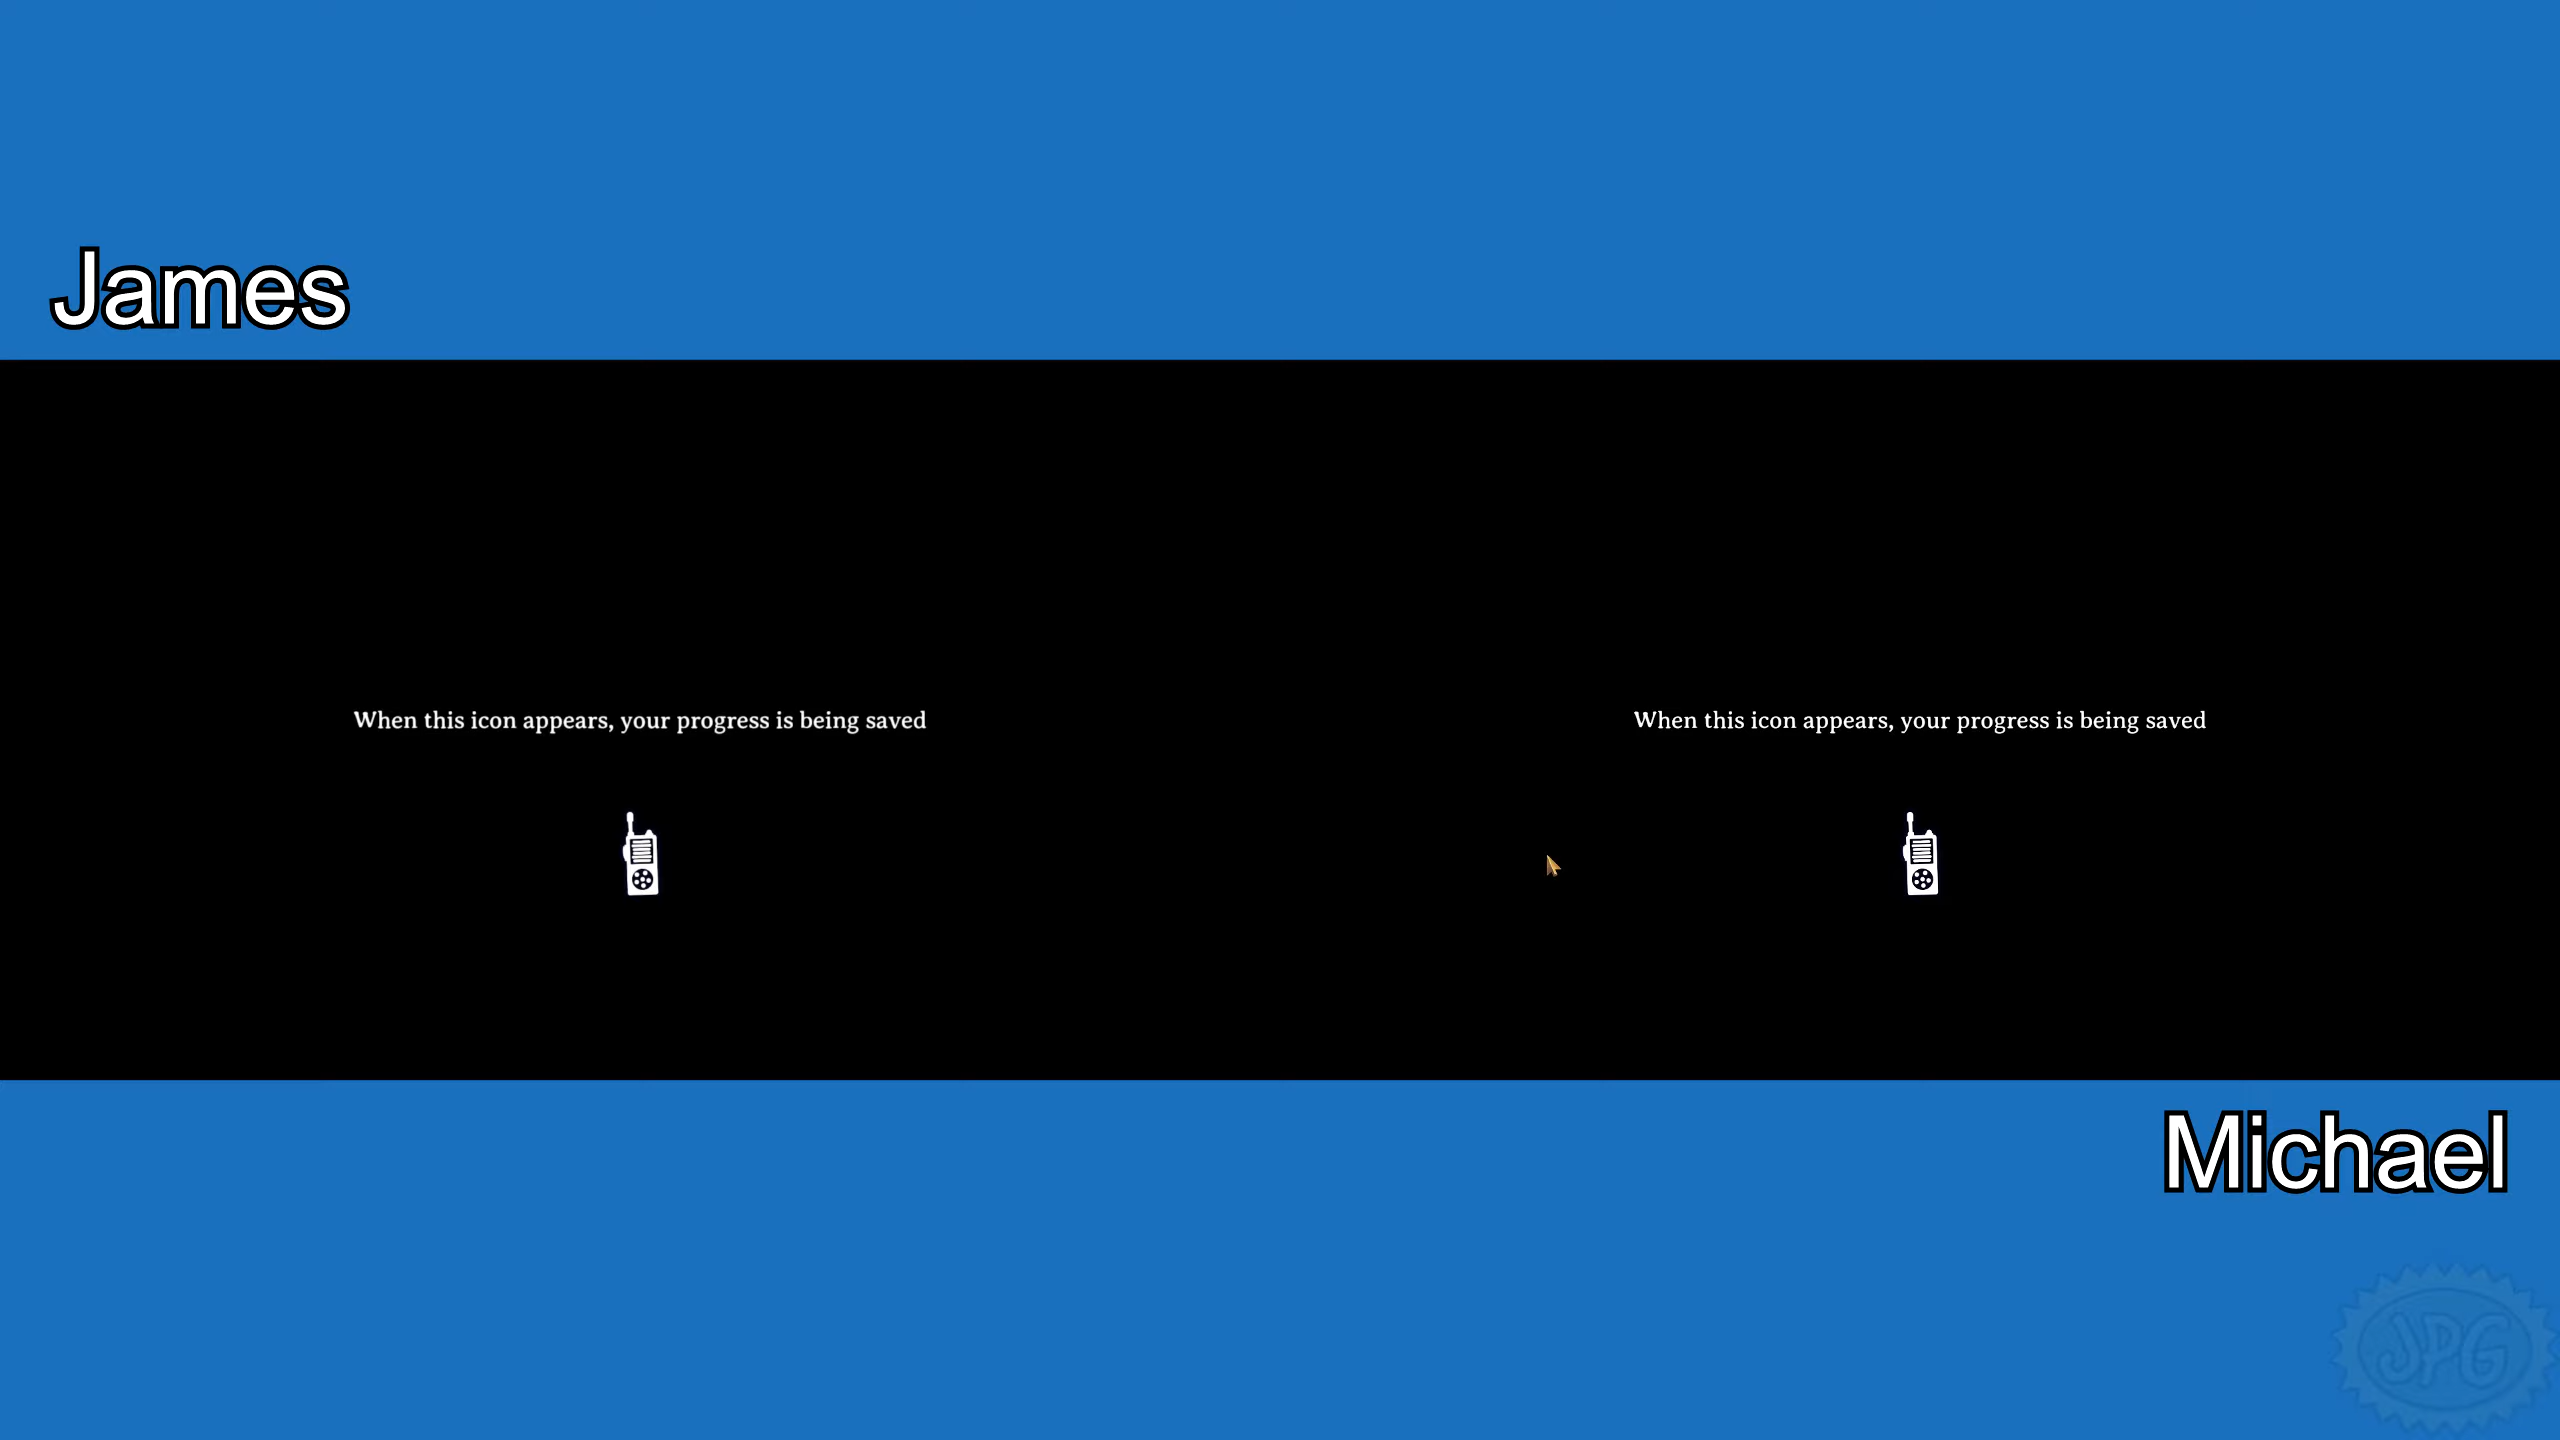 James
When this icon appears, your progress is being saved
When this icon appears, your progress is being saved
Michael
JPG